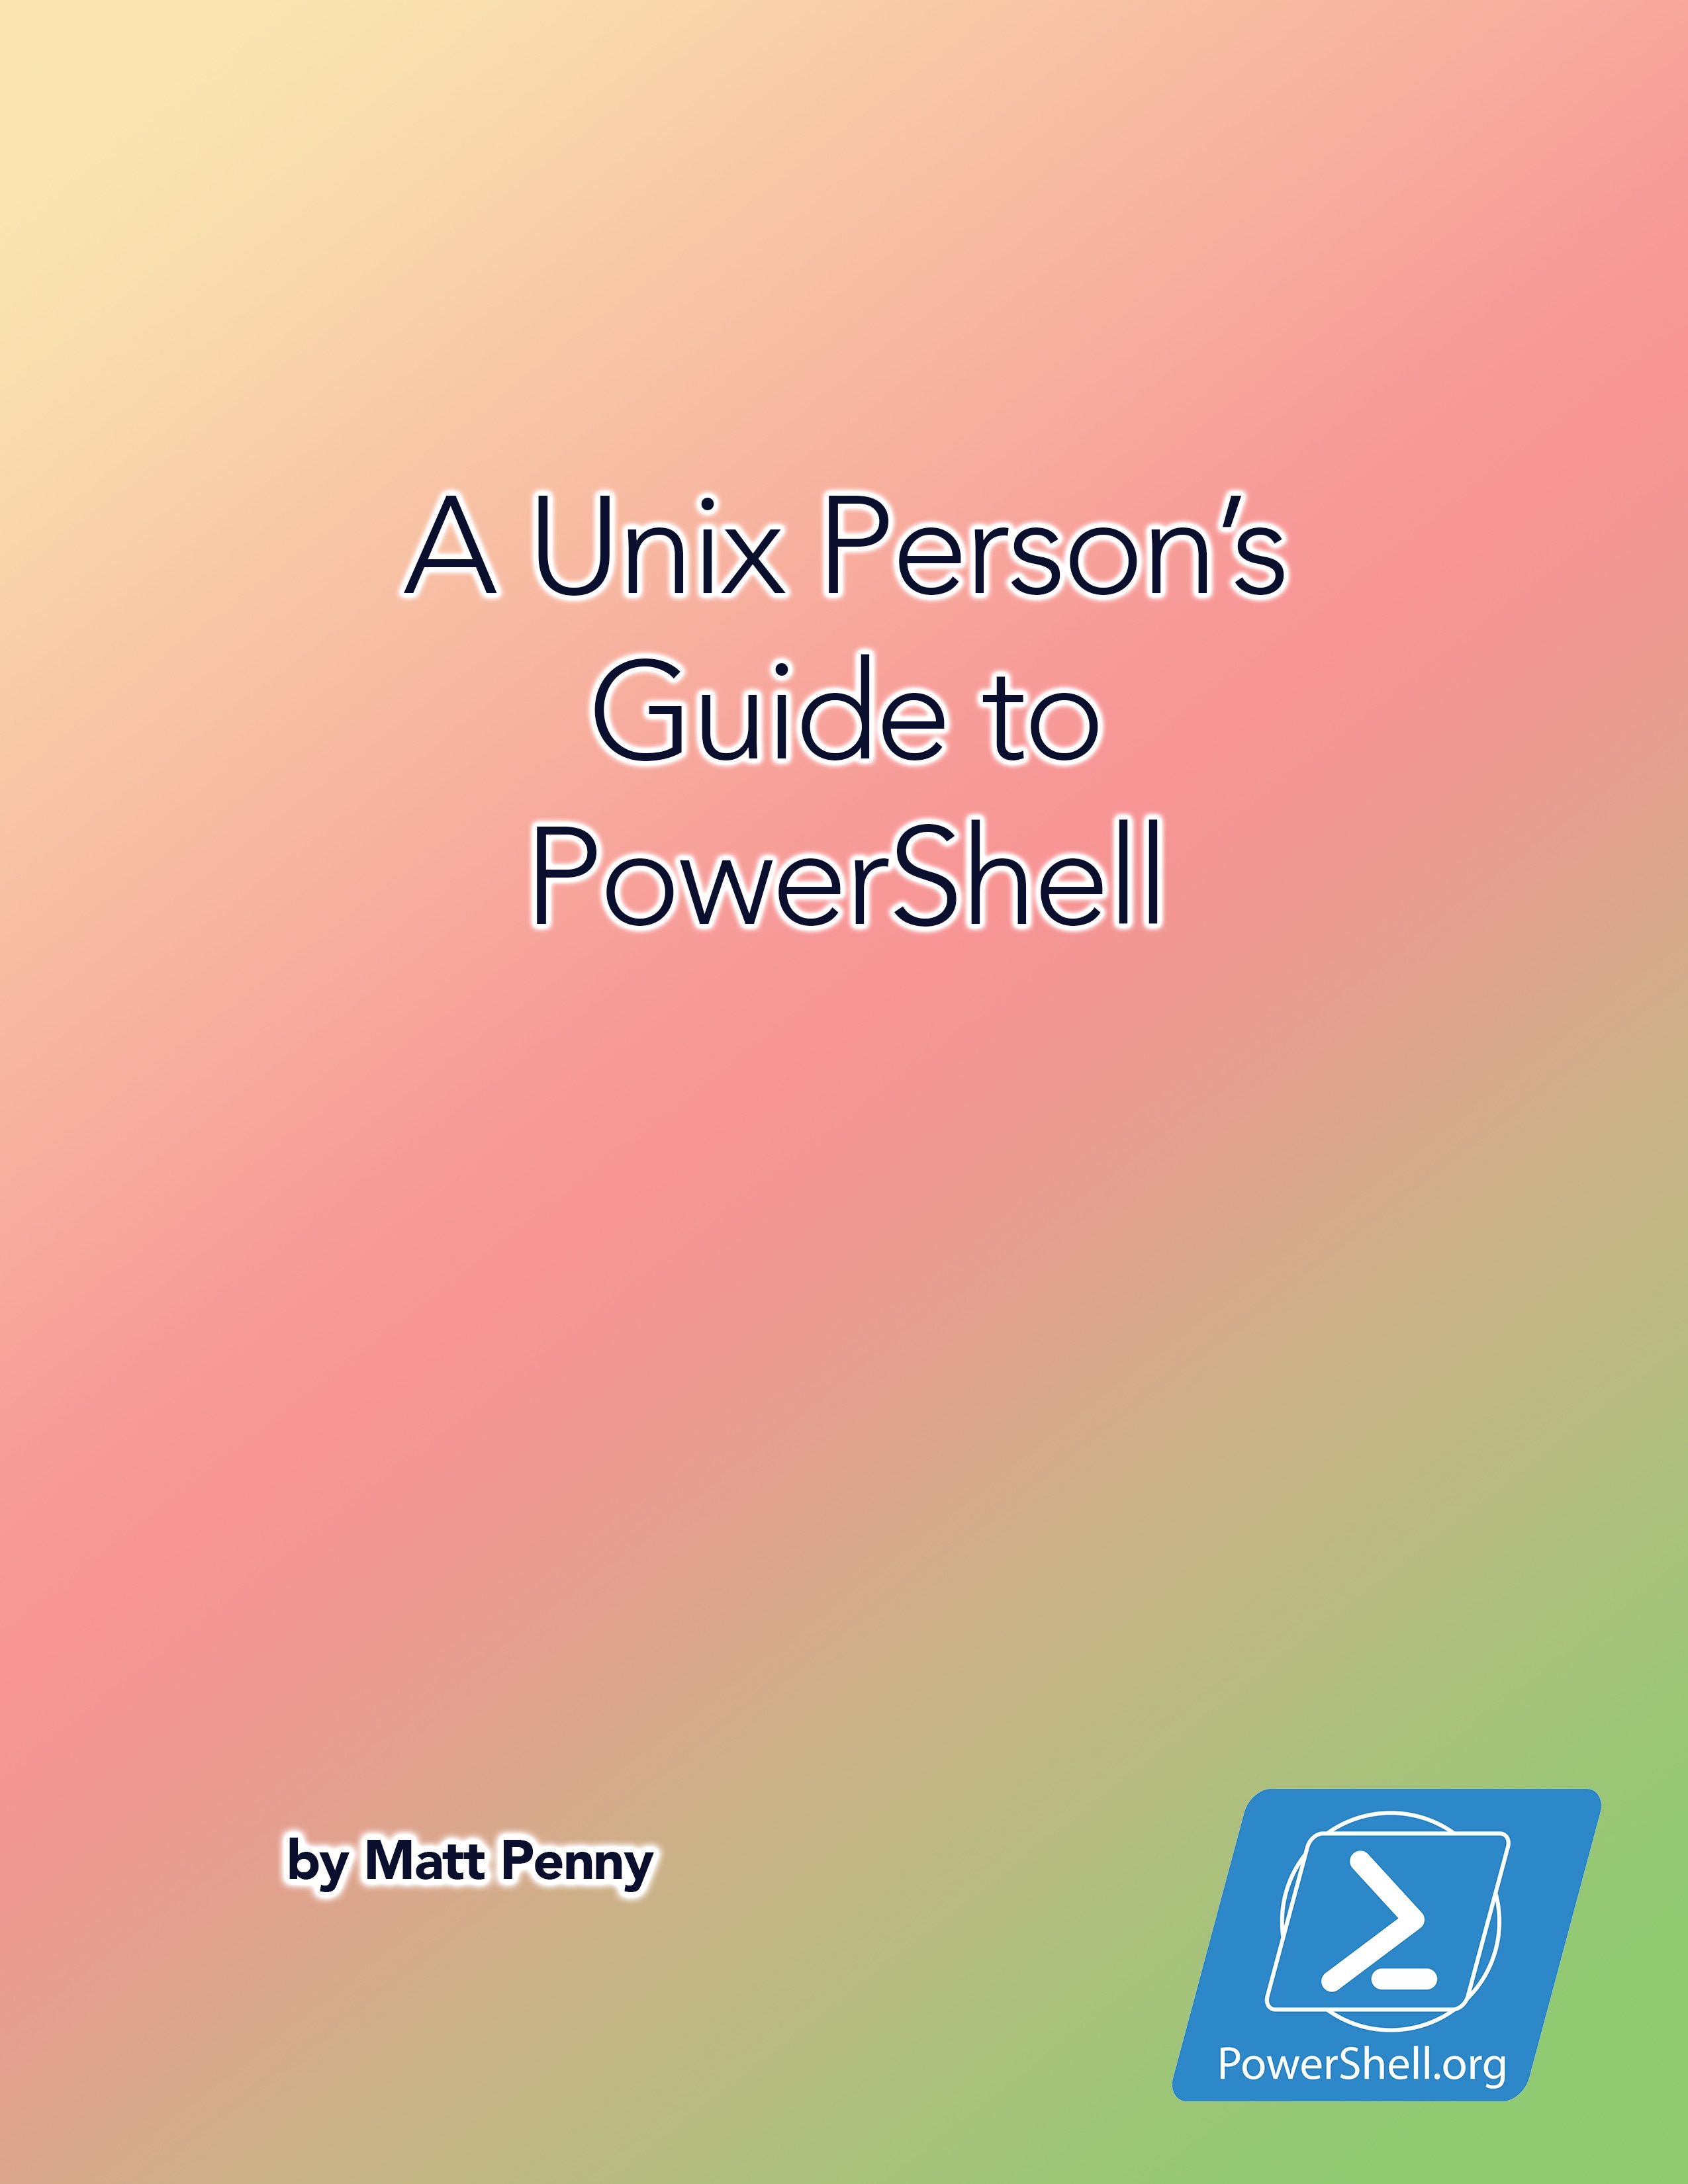 A Unix Person’s
Guide to
PowerShell
by Matt Penny
PowerShell.org